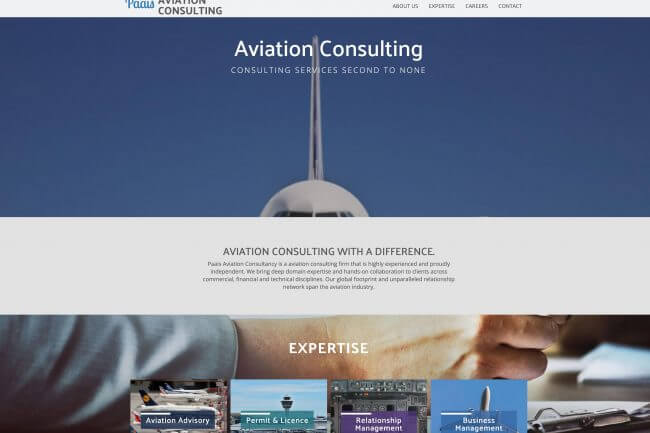 Paais AVIATION
CONSULTING
ABOUT US EXPERTISE CAREERS CONTACT
Aviation Consulting
CONSULTING SERVICES SECOND TO NONE
AVIATION CONSULTING WITH A DIFFERENCE.
Paais Aviation Consultancy is a aviation consulting firm that is highly experienced and proudly
independent. We bring deep domain expertise and hands-on collaboration to clients across
commercial, financial and technical disciplines. Our global footprint and unparalleled relationship
network span the aviation industry.
EXPERTISE
Aviation Advisory
Permit & Licence
Relationship
Management
Business
Management